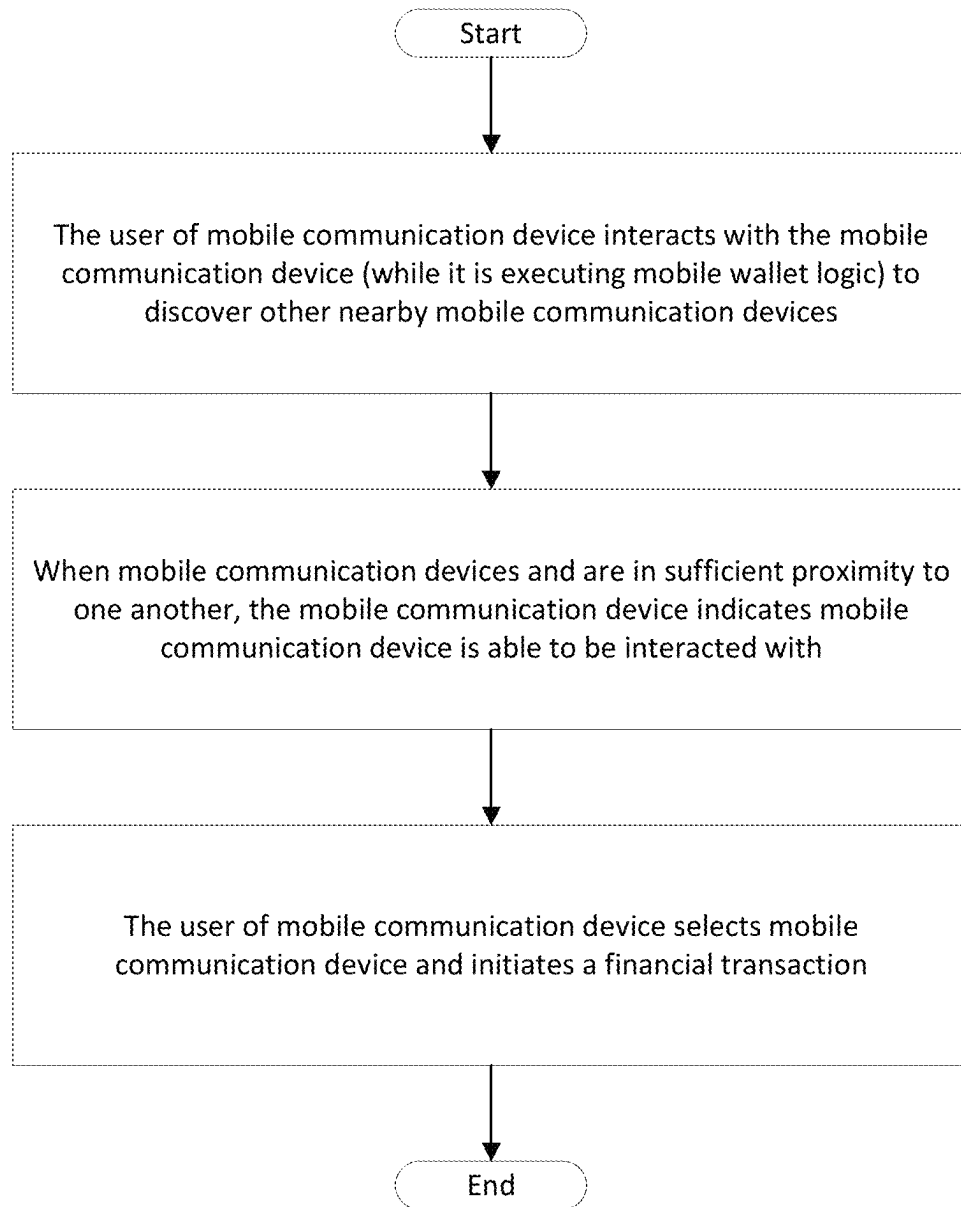 Start
The user of mobile communication device interacts with the mobile
communication device (while it is executing mobile wallet logic) to
discover other nearby mobile communication devices
When mobile communication devices and are in sufficient proximity to
one another, the mobile communication device indicates mobile
communication device is able to be interacted with
The user of mobile communication device selects mobile
communication device and initiates a financial transaction
End